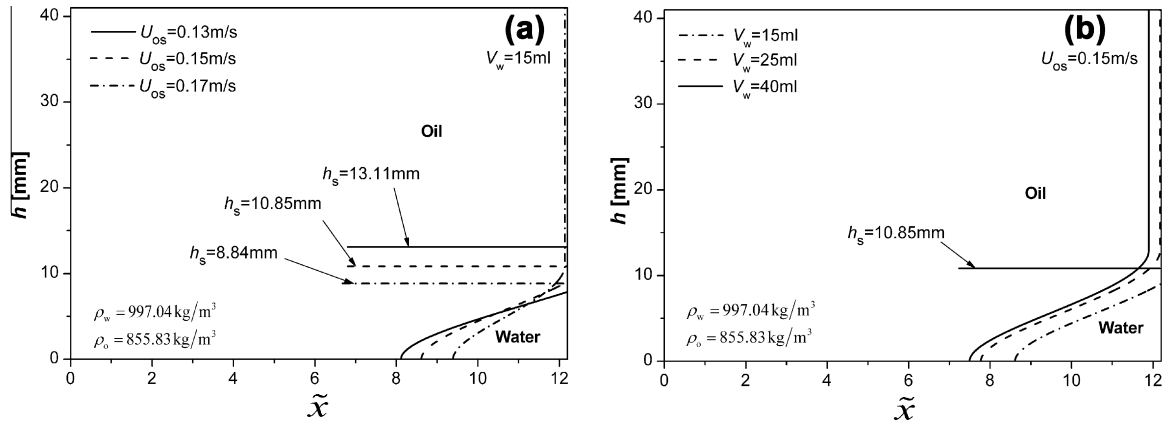 (a)
U_os=0.13m/s
U_os=0.15m/s
U_os=0.17m/s
V_w=15ml
Oil
h_s=13.11mm
h_s=10.85mm
h_s=8.84mm
ρ_w = 997.04 kg/m³
ρ_o = 855.83 kg/m³
Water
h [mm]
40
30
20
10
0
0 2 4 6 8 10 12
x̃
(b)
V_w=15ml
V_w=25ml
V_w=40ml
U_os=0.15m/s
Oil
h_s=10.85mm
ρ_w = 997.04 kg/m³
ρ_o = 855.83 kg/m³
Water
h [mm]
40
30
20
10
0
0 2 4 6 8 10 12
x̃